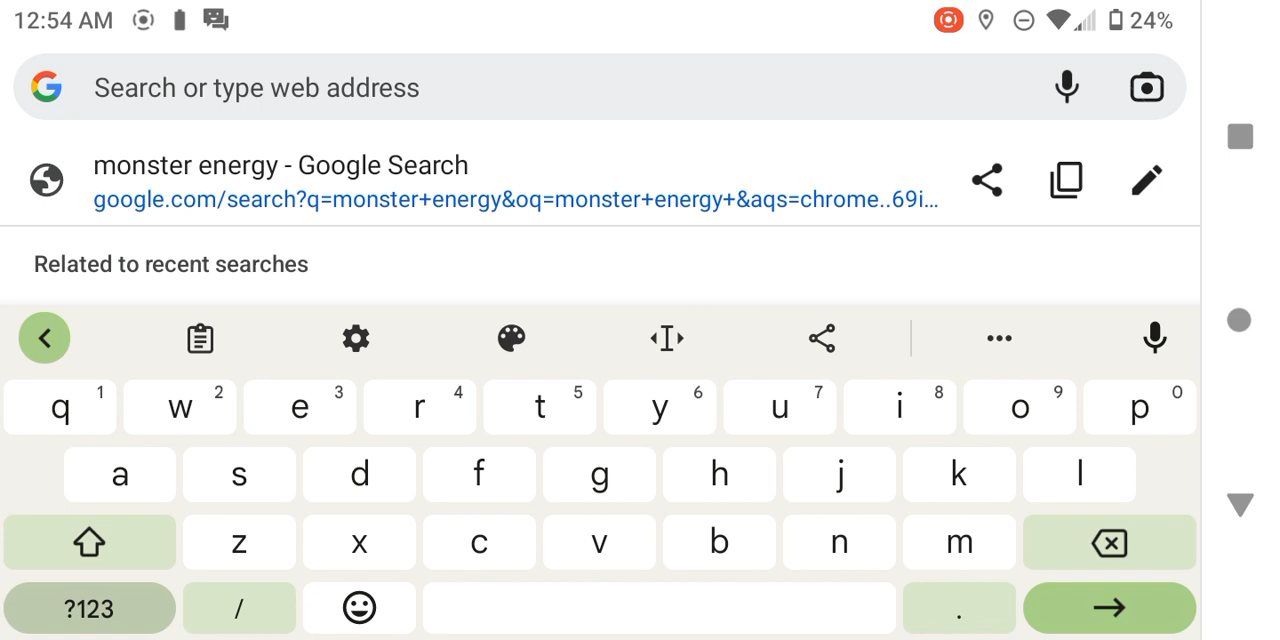 12:54 AM 24%
Search or type web address
monster energy - Google Search
google.com/search?q=monster+energy&oq=monster+energy+&aqs=chrome..69i...
Related to recent searches
q 1 w 2 e 3 r 4 t 5 y 6 u 7 i 8 o 9 p 0
a s d f g h j k l
z x c v b n m
?123 / .